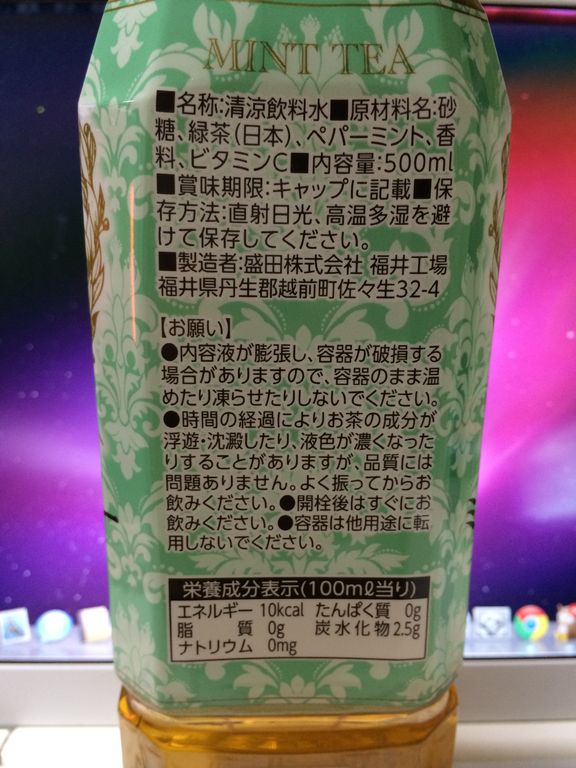 MINT TEA
■名称:清涼飲料水■原材料名:砂
糖、緑茶(日本)、ペパーミント、香
料、ビタミンC■内容量:500ml
■賞味期限:キャップに記載■保
存方法:直射日光、高温多湿を避
けて保存してください。
■製造者:盛田株式会社 福井工場
福井県丹生郡越前町佐々生32-4
【お願い】
●内容液が膨張し、容器が破損する
場合がありますので、容器のまま温
めたり凍らせたりしないでください。
●時間の経過によりお茶の成分が
浮遊・沈澱したり、液色が濃くなった
りすることがありますが、品質には
問題ありません。よく振ってからお
飲みください。●開栓後はすぐにお
飲みください。●容器は他用途に転
用しないでください。
栄養成分表示(100mℓ当り)
エネルギー 10kcal たんぱく質 0g
脂質 0g 炭水化物 2.5g
ナトリウム 0mg